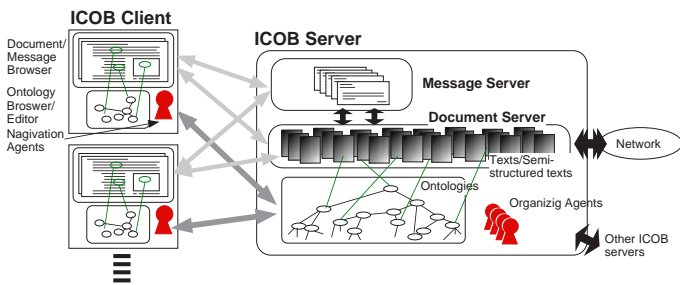 ICOB Client
Document/
Message
Browser
Ontology
Broswer/
Editor
Nagivation
Agents
ICOB Server
Message Server
Document Server
Texts/Semi-
structured texts
Ontologies
Organizig Agents
Network
Other ICOB
servers